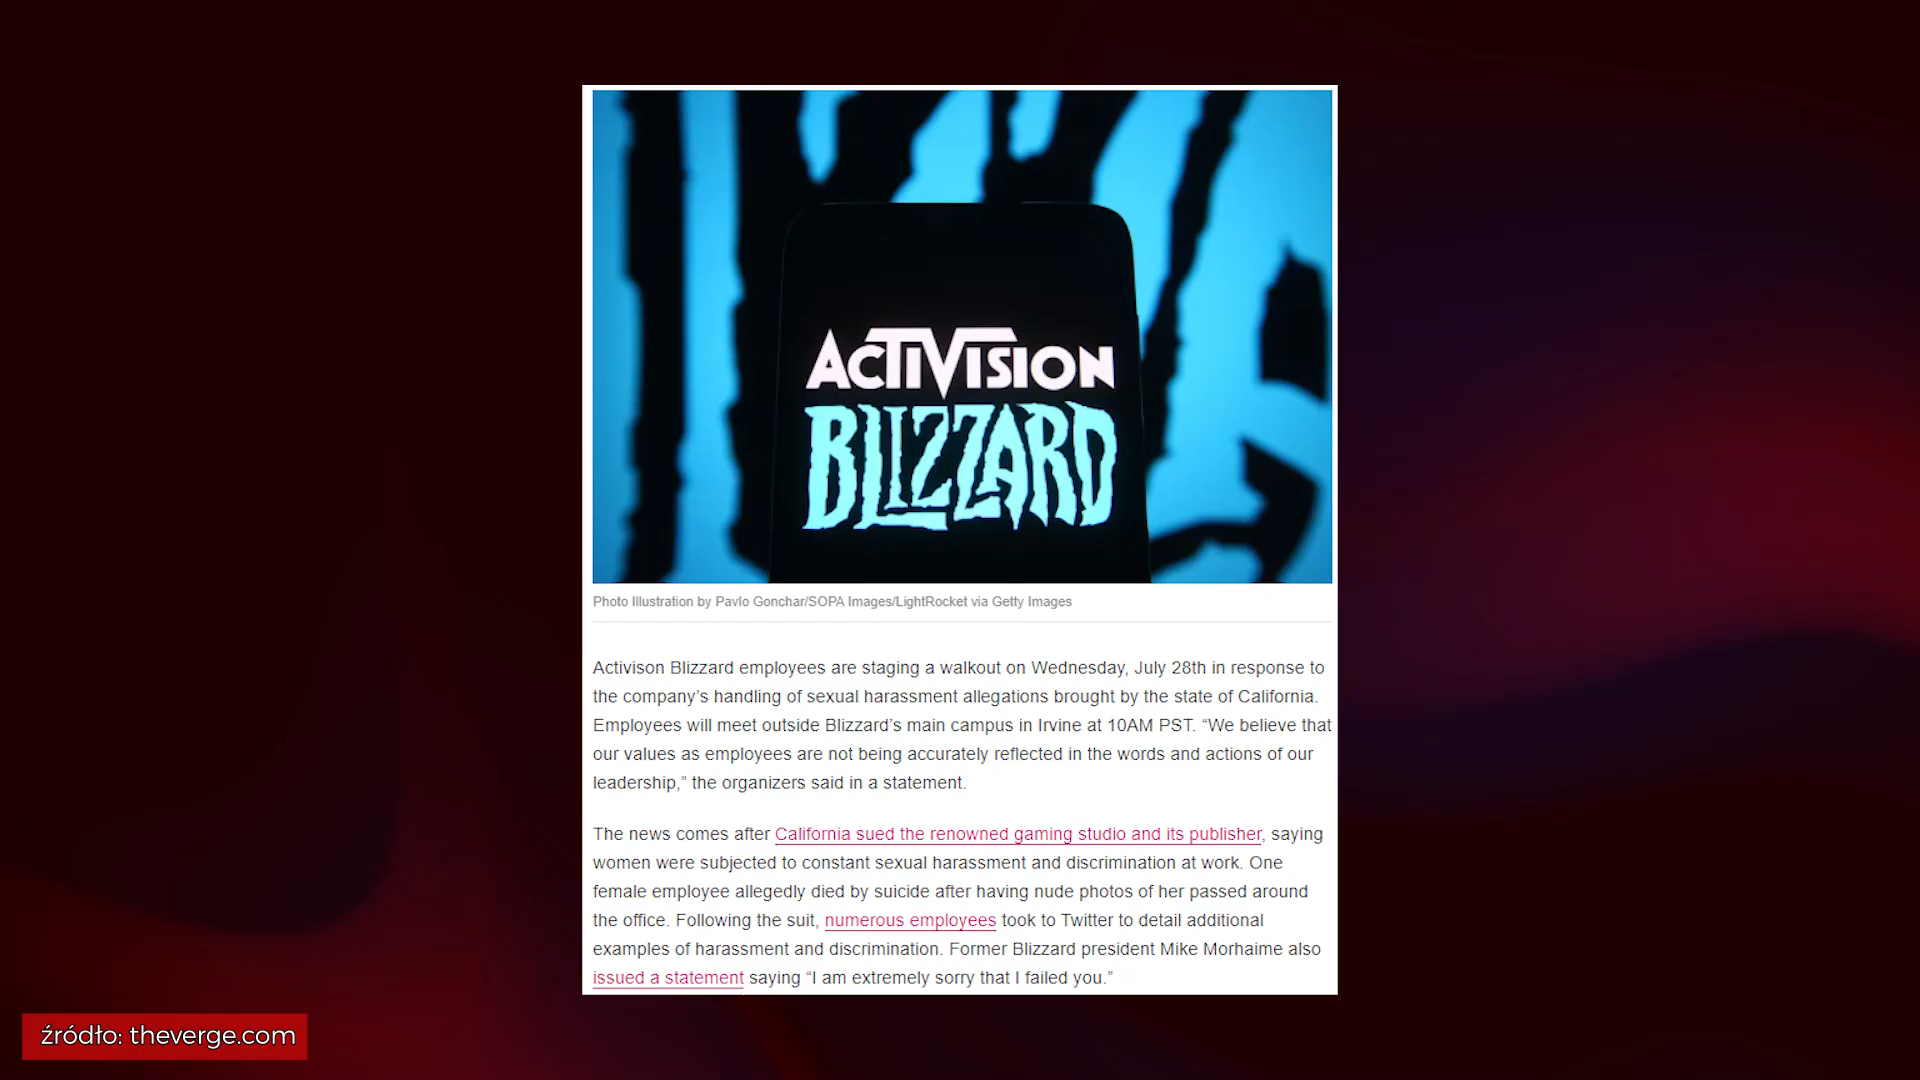 ACTIVISION
BLIZZARD
Photo Illustration by Pavlo Gonchar/SOPA Images/LightRocket via Getty Images
Activison Blizzard employees are staging a walkout on Wednesday, July 28th in response to
the company’s handling of sexual harassment allegations brought by the state of California.
Employees will meet outside Blizzard’s main campus in Irvine at 10AM PST. “We believe that
our values as employees are not being accurately reflected in the words and actions of our
leadership,” the organizers said in a statement.
The news comes after California sued the renowned gaming studio and its publisher, saying
women were subjected to constant sexual harassment and discrimination at work. One
female employee allegedly died by suicide after having nude photos of her passed around
the office. Following the suit, numerous employees took to Twitter to detail additional
examples of harassment and discrimination. Former Blizzard president Mike Morhaime also
issued a statement saying “I am extremely sorry that I failed you.”
źródło: theverge.com